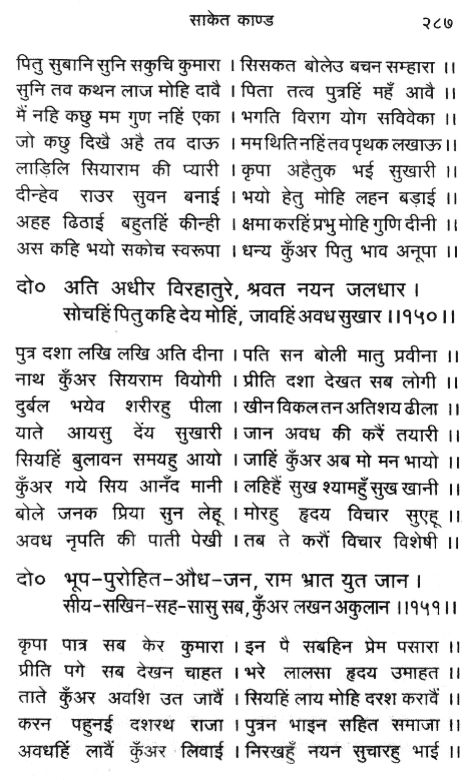 साकेत काण्ड २८७
पितु सुबानि सुनि सकुचि कुमारा । सिसकत बोलेउ बचन सम्हारा ।।
सुनि तव कथन लाज मोहि दावै । पिता तत्व पुत्रहिं महँ आवै ।।
मैं नहि कछु मम गुण नहिं एका । भगति विराग योग सविवेका ।।
जो कछु दिखै अहै तव दाऊ । मम थिति नहिं तव पृथक लखाऊ ।।
लाड़िलि सियाराम की प्यारी । कृपा अहैतुक भई सुखारी ।।
दीन्हेव राउर सुवन बनाई । भयो हेतु मोहि लहन बड़ाई ।।
अहह ढिठाई बहुतहिं कीन्ही । क्षमा करहिं प्रभु मोहि गुणि दीनी ।।
अस कहि भयो सकोच स्वरूपा । धन्य कुँअर पितु भाव अनूपा ।।
दो० अति अधीर विरहातुरे, श्रवत नयन जलधार ।
सोचहिं पितु कहि देय मोहिं, जावहिं अवध सुखार ।।१५०।।
पुत्र दशा लखि लखि अति दीना । पति सन बोली मातु प्रवीना ।।
नाथ कुँअर सियराम वियोगी । प्रीति दशा देखत सब लोगी ।।
दुर्बल भयेव शरीरहु पीला । खीन विकल तन अतिशय ढीला ।।
याते आयसु देंय सुखारी । जान अवध की करैं तयारी ।।
सियहिं बुलावन समयहु आयो । जाहिं कुँअर अब मो मन भायो ।।
कुँअर गये सिय आनँद मानी । लहिहैं सुख श्यामहुँ सुख खानी ।।
बोले जनक प्रिया सुन लेहू । मोरहु हृदय विचार सुएहू ।।
अवध नृपति की पाती पेखी । तब ते करौं विचार विशेषी ।।
दो० भूप-पुरोहित-औध-जन, राम भ्रात युत जान ।
सीय-सखिन-सह-सासु सब, कुँअर लखन अकुलान ।।१५१।।
कृपा पात्र सब केर कुमारा । इन पै सबहिन प्रेम पसारा ।।
प्रीति पगे सब देखन चाहत । भरे लालसा हृदय उमाहत ।।
ताते कुँअर अवशि उत जावैं । सियहिं लाय मोहि दरश करावैं ।।
करन पहुनई दशरथ राजा । पुत्रन भाइन सहित समाजा ।।
अवधहिं लावैं कुँअर लिवाई । निरखहुँ नयन सुचारहु भाई ।।